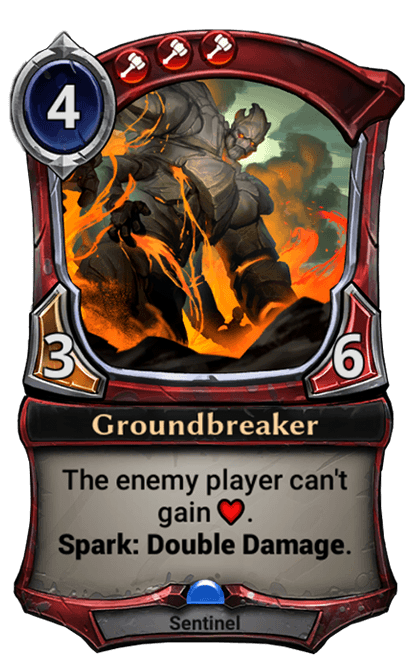 4
3
6
Groundbreaker
The enemy player can't
gain ❤.
Spark: Double Damage.
Sentinel